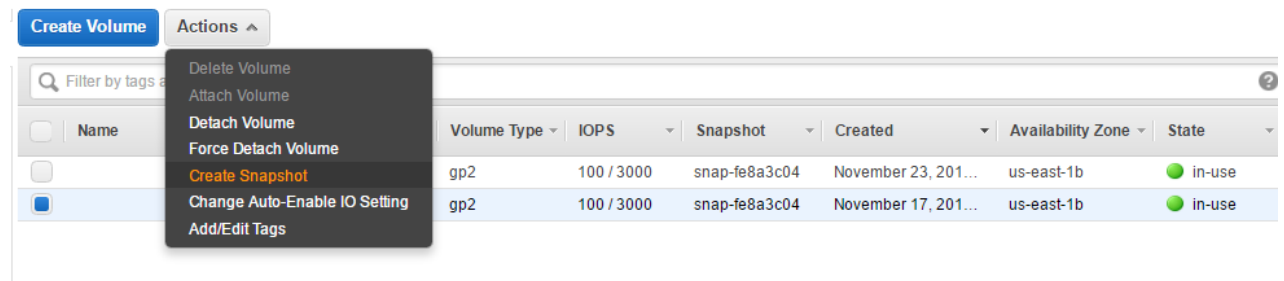 Create Volume Actions
Filter by tags a
Delete Volume
Attach Volume
Detach Volume
Force Detach Volume
Create Snapshot
Change Auto-Enable IO Setting
Add/Edit Tags
Name Volume Type IOPS Snapshot Created Availability Zone State
gp2 100 / 3000 snap-fe8a3c04 November 23, 201... us-east-1b in-use
gp2 100 / 3000 snap-fe8a3c04 November 17, 201... us-east-1b in-use